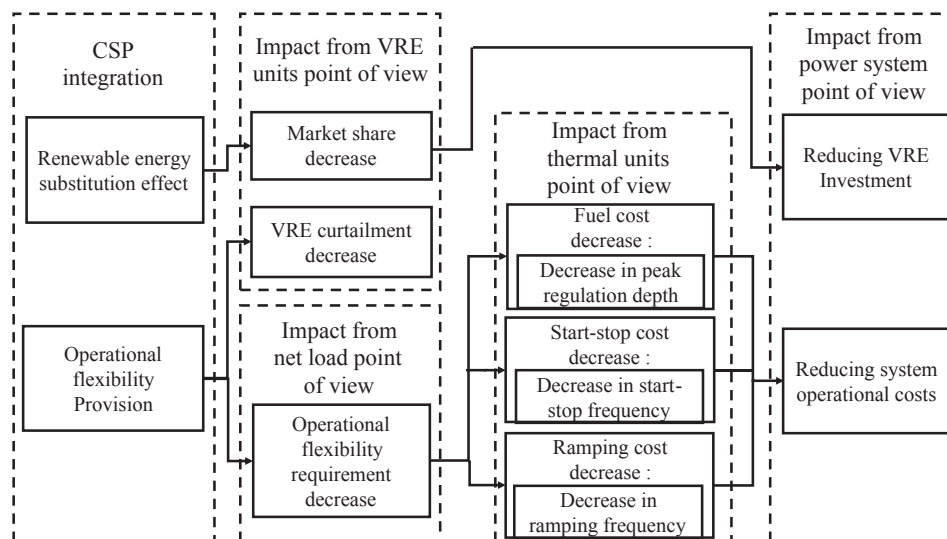 CSP
integration
Renewable energy
substitution effect
Operational
flexibility
Provision
Impact from VRE
units point of view
Market share
decrease
VRE curtailment
decrease
Impact from
net load point
of view
Operational
flexibility
requirement
decrease
Impact from
thermal units
point of view
Fuel cost
decrease :
Decrease in peak
regulation depth
Start-stop cost
decrease :
Decrease in start-
stop frequency
Ramping cost
decrease :
Decrease in
ramping frequency
Impact from
power system
point of view
Reducing VRE
Investment
Reducing system
operational costs